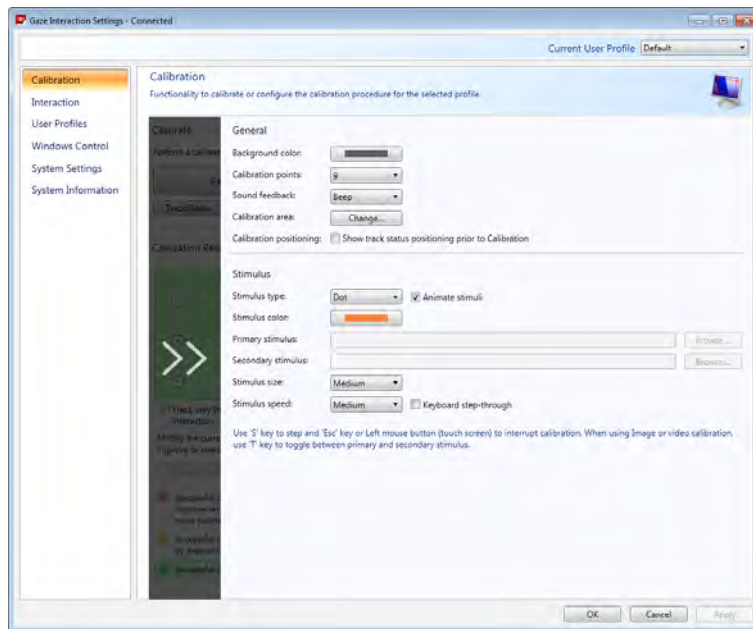 Gaze Interaction Settings - Connected
Current User Profile Default
Calibration
Interaction
User Profiles
Windows Control
System Settings
System Information
Calibration
Functionality to calibrate or configure the calibration procedure for the selected profile.
Calibrate
General
Background color:
Calibration points: 9
Sound feedback: Beep
Calibration area: Change...
Calibration positioning: Show track status positioning prior to Calibration
Stimulus
Stimulus type: Dot Animate stimuli
Stimulus color:
Primary stimulus: Browse...
Secondary stimulus: Browse...
Stimulus size: Medium
Stimulus speed: Medium Keyboard step-through
Use 'S' key to step and 'Esc' key or Left mouse button (touch screen) to interrupt calibration. When using Image or video calibration,
use 'T' key to toggle between primary and secondary stimulus.
OK Cancel Apply